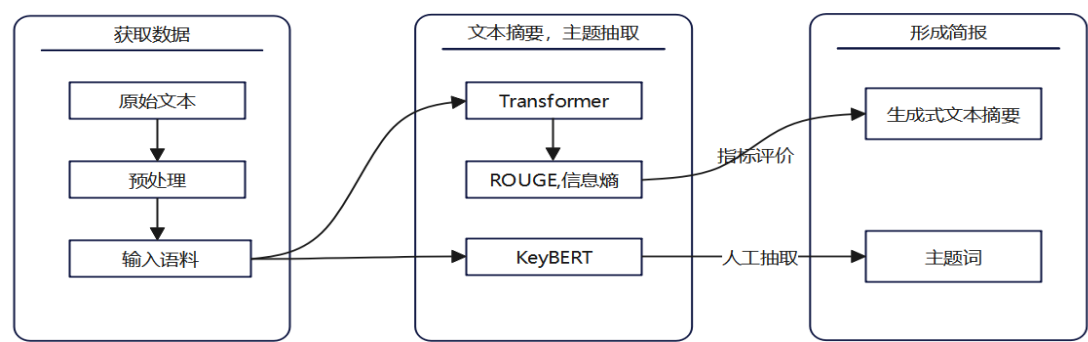 获取数据
原始文本
预处理
输入语料
文本摘要，主题抽取
Transformer
ROUGE,信息熵
KeyBERT
指标评价
人工抽取
形成简报
生成式文本摘要
主题词